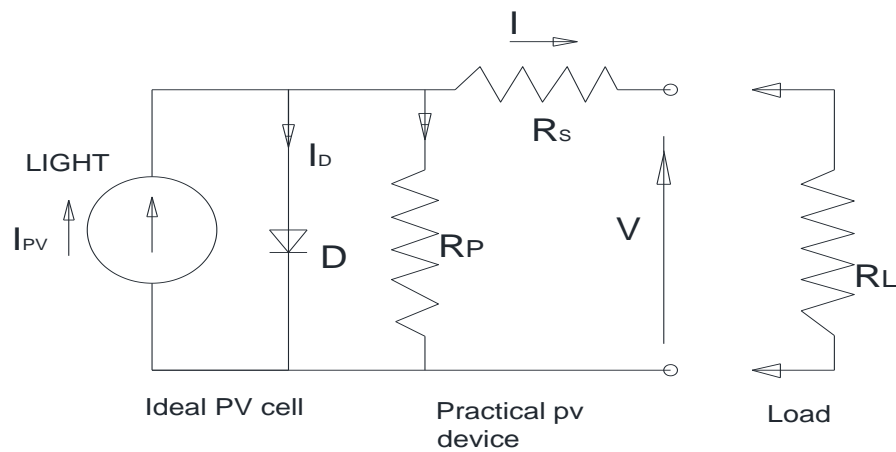 I
RS
ID
LIGHT
IPV
D
RP
V
RL
Ideal PV cell
Practical pv
device
Load